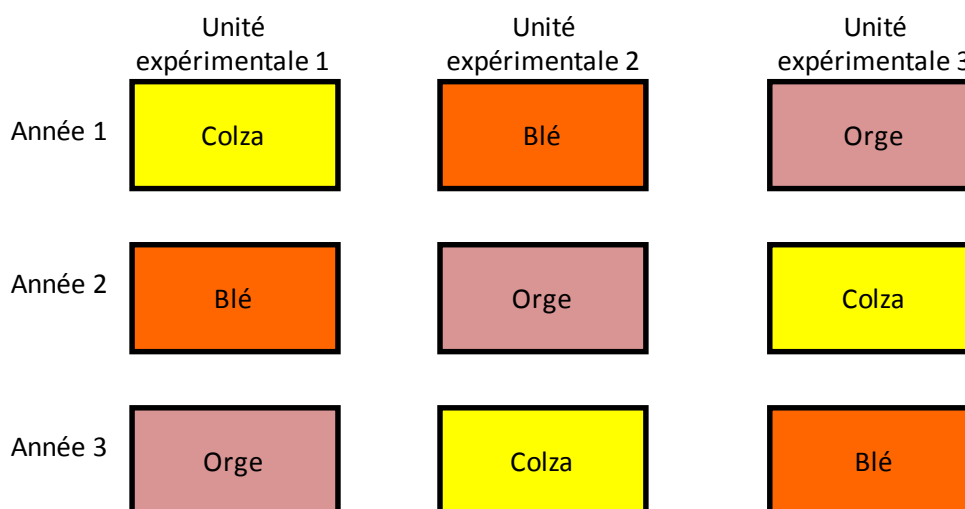 Unité
expérimentale 1
Unité
expérimentale 2
Unité
expérimentale 3
Année 1
Colza
Blé
Orge
Année 2
Blé
Orge
Colza
Année 3
Orge
Colza
Blé